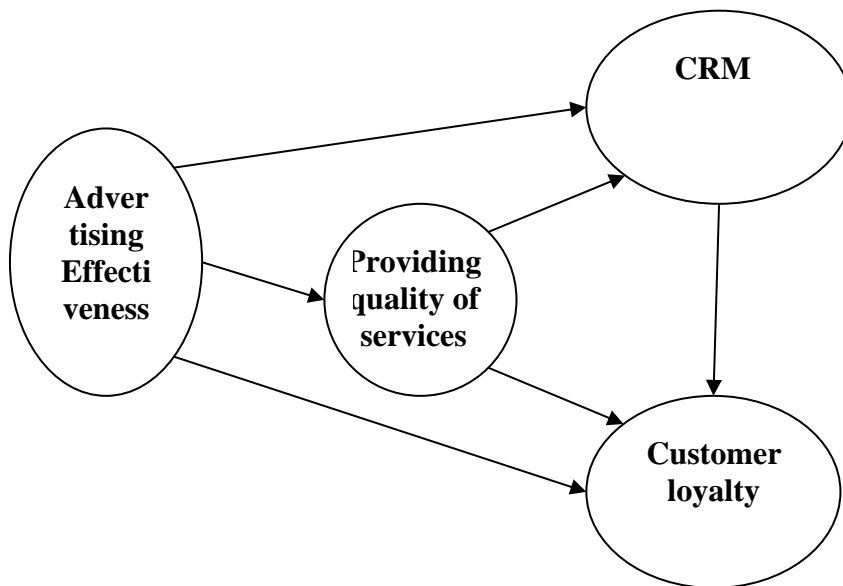 CRM
Adver
tising
Effecti
veness
Providing
quality of
services
Customer
loyalty